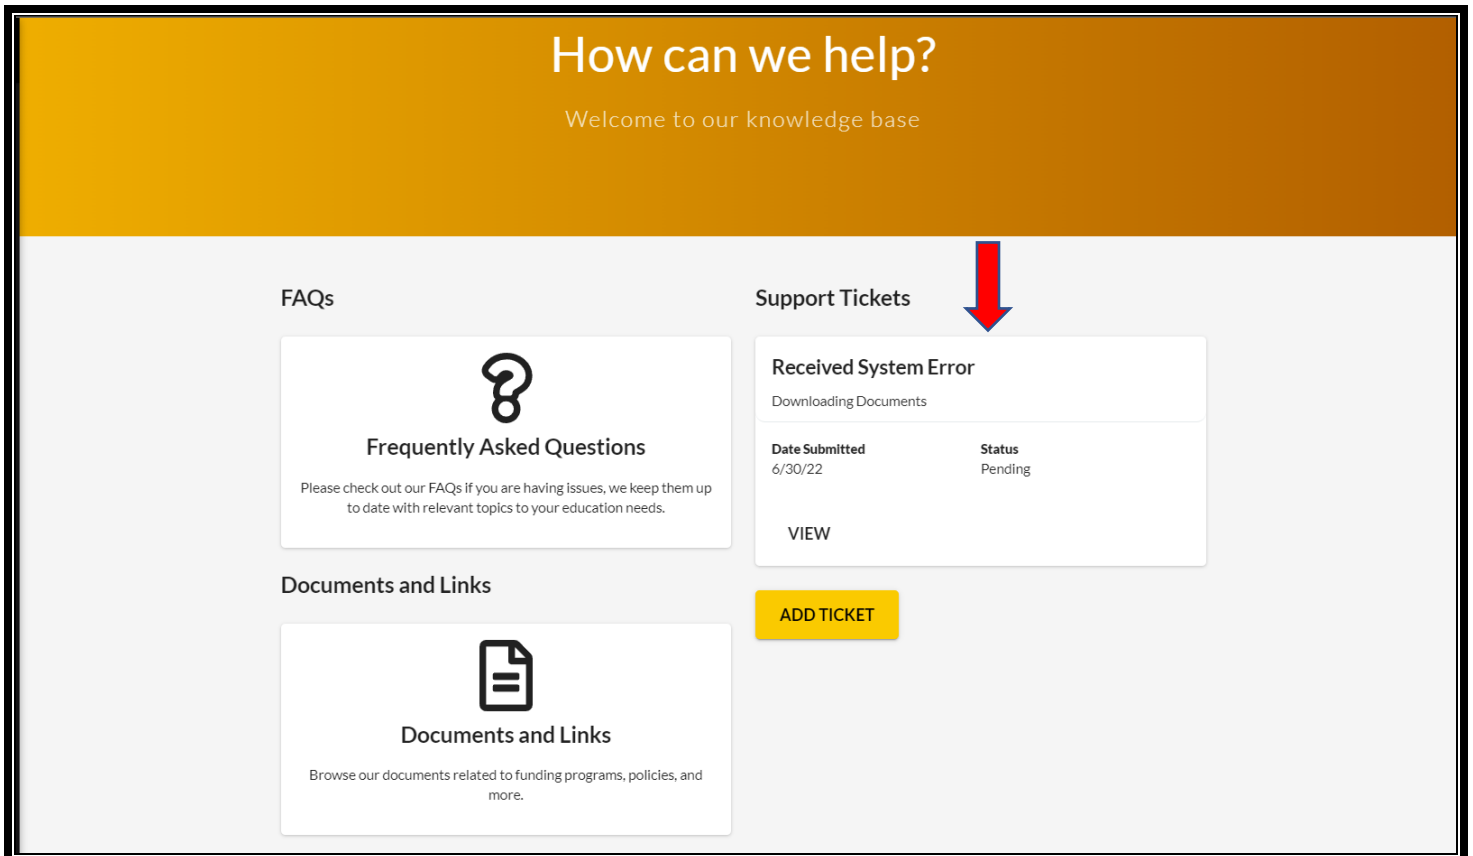 How can we help?
Welcome to our knowledge base
FAQs
Frequently Asked Questions
Please check out our FAQs if you are having issues, we keep them up
to date with relevant topics to your education needs.
Documents and Links
Documents and Links
Browse our documents related to funding programs, policies, and
more.
Support Tickets
Received System Error
Downloading Documents
Date Submitted
6/30/22
Status
Pending
VIEW
ADD TICKET